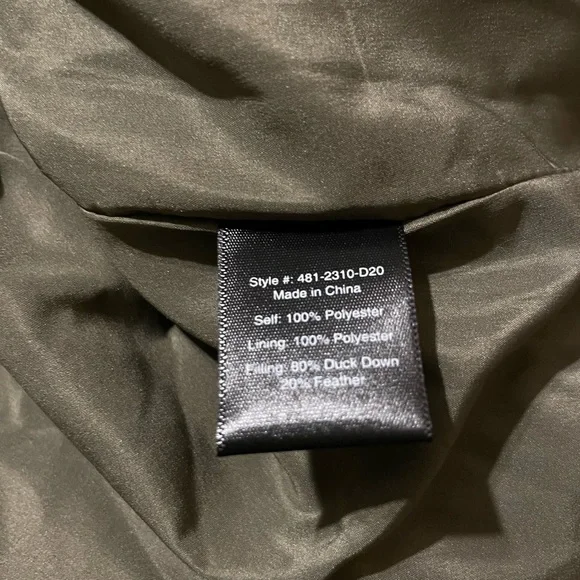 Style #: 481-2310-D20
Made in China
Self: 100% Polyester
Lining: 100% Polyester
Filling: 80% Duck Down
20% Feather